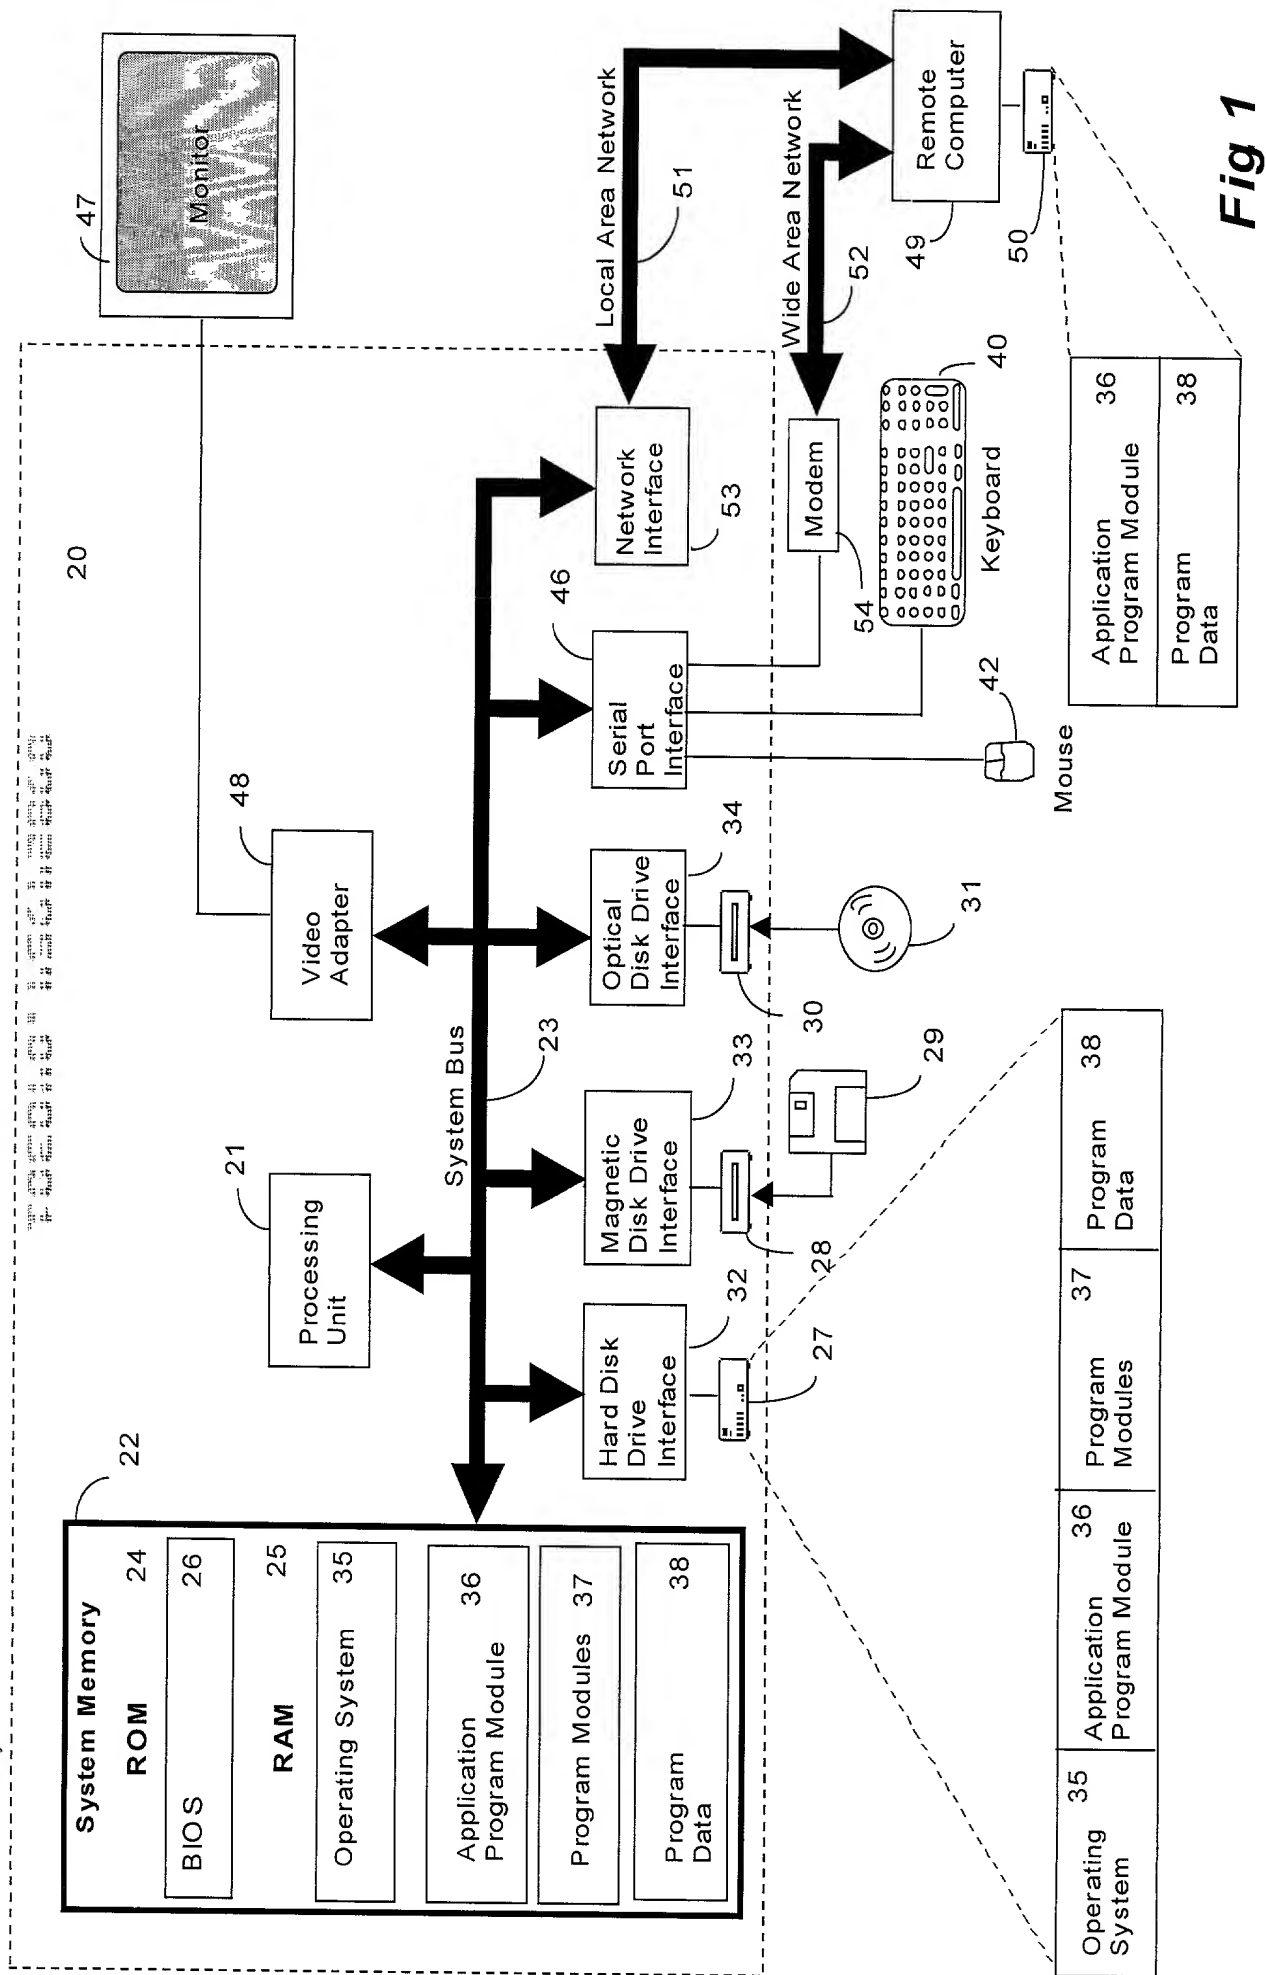 System Memory
22
ROM 24
BIOS 26
RAM 25
Operating System 35
Application
Program Module
36
Program Modules 37
Program
Data
38
20
Processing
Unit
21
Video
Adapter
48
47
Monitor
System Bus
23
Hard Disk
Drive
Interface
32
Magnetic
Disk Drive
Interface
33
Optical
Disk Drive
Interface
34
Serial
Port
Interface
46
Network
Interface
53
Local Area Network
51
27
28
29
30
31
Modem
54
Wide Area Network
52
Keyboard
40
Mouse
42
Remote
Computer
49
50
Operating
System
35
Application
Program Module
36
Program
Modules
37
Program
Data
38
Application
Program Module
36
Program
Data
38
Fig 1